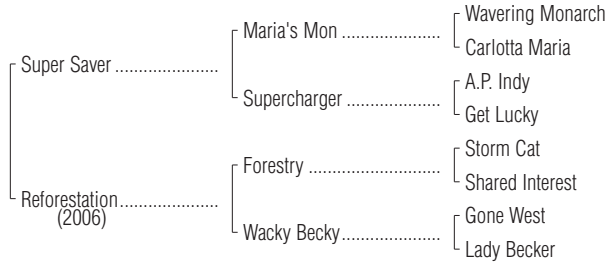 Wavering Monarch
Maria's Mon ....................
Carlotta Maria
Super Saver .....................
A.P. Indy
Supercharger ...................
Get Lucky
Storm Cat
Forestry ...........................
Shared Interest
Reforestation....................
(2006)
Gone West
Wacky Becky....................
Lady Becker